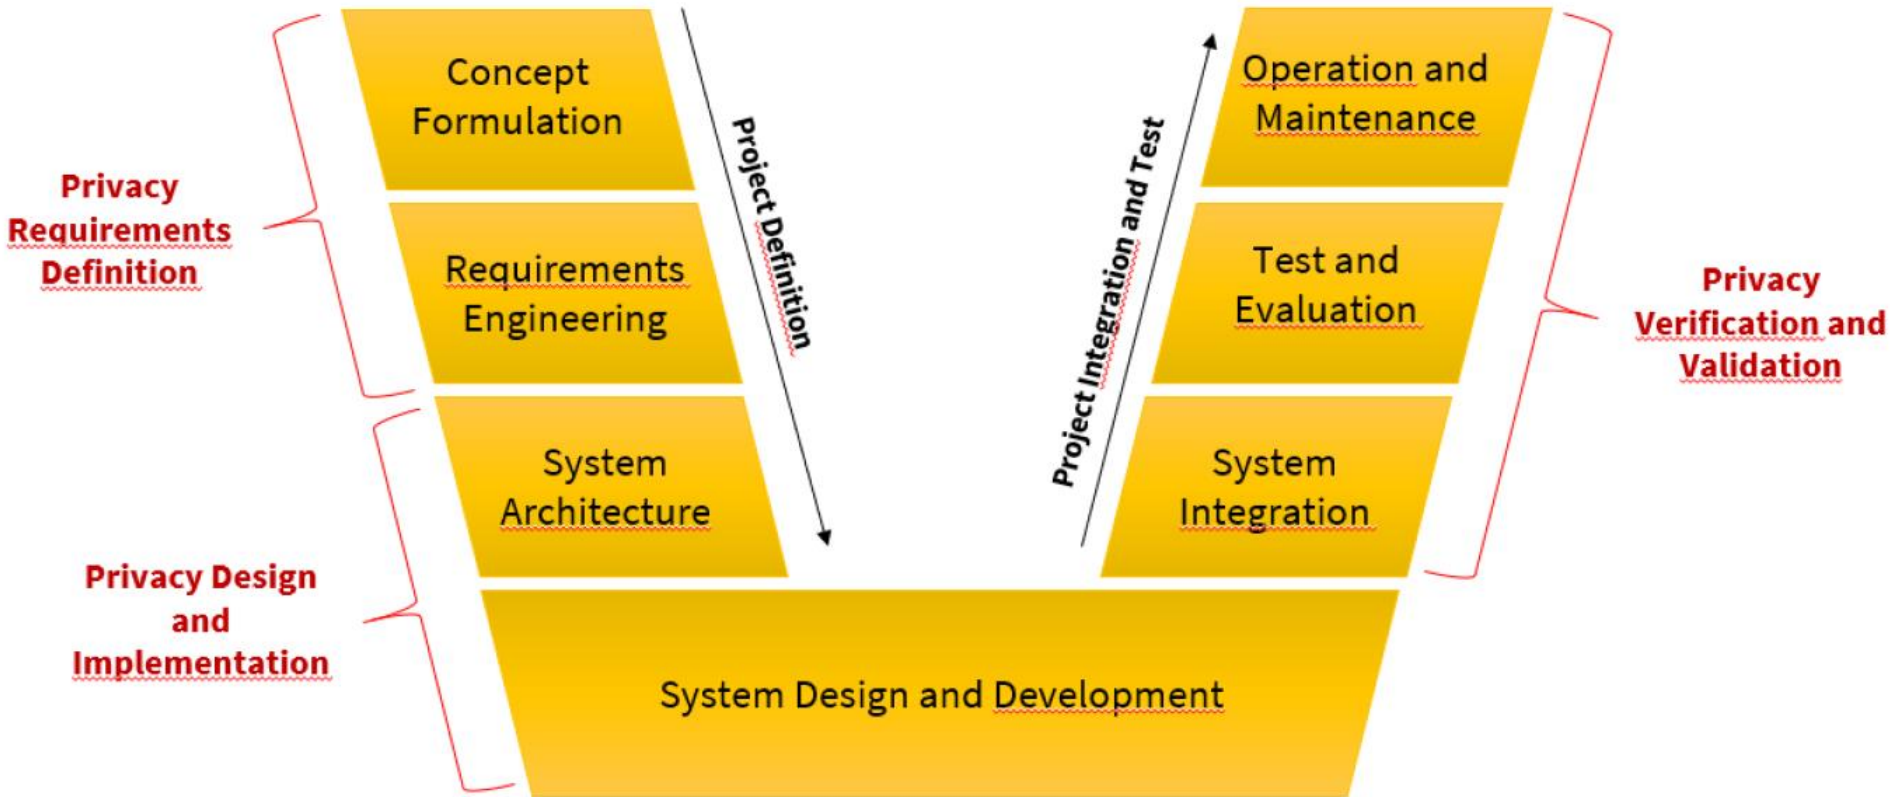 Concept
Formulation
Requirements
Engineering
System
Architecture
System Design and Development
System
Integration
Test and
Evaluation
Operation and
Maintenance
Project Definition
Project Integration and Test
Privacy
Requirements
Definition
Privacy Design
and
Implementation
Privacy
Verification and
Validation